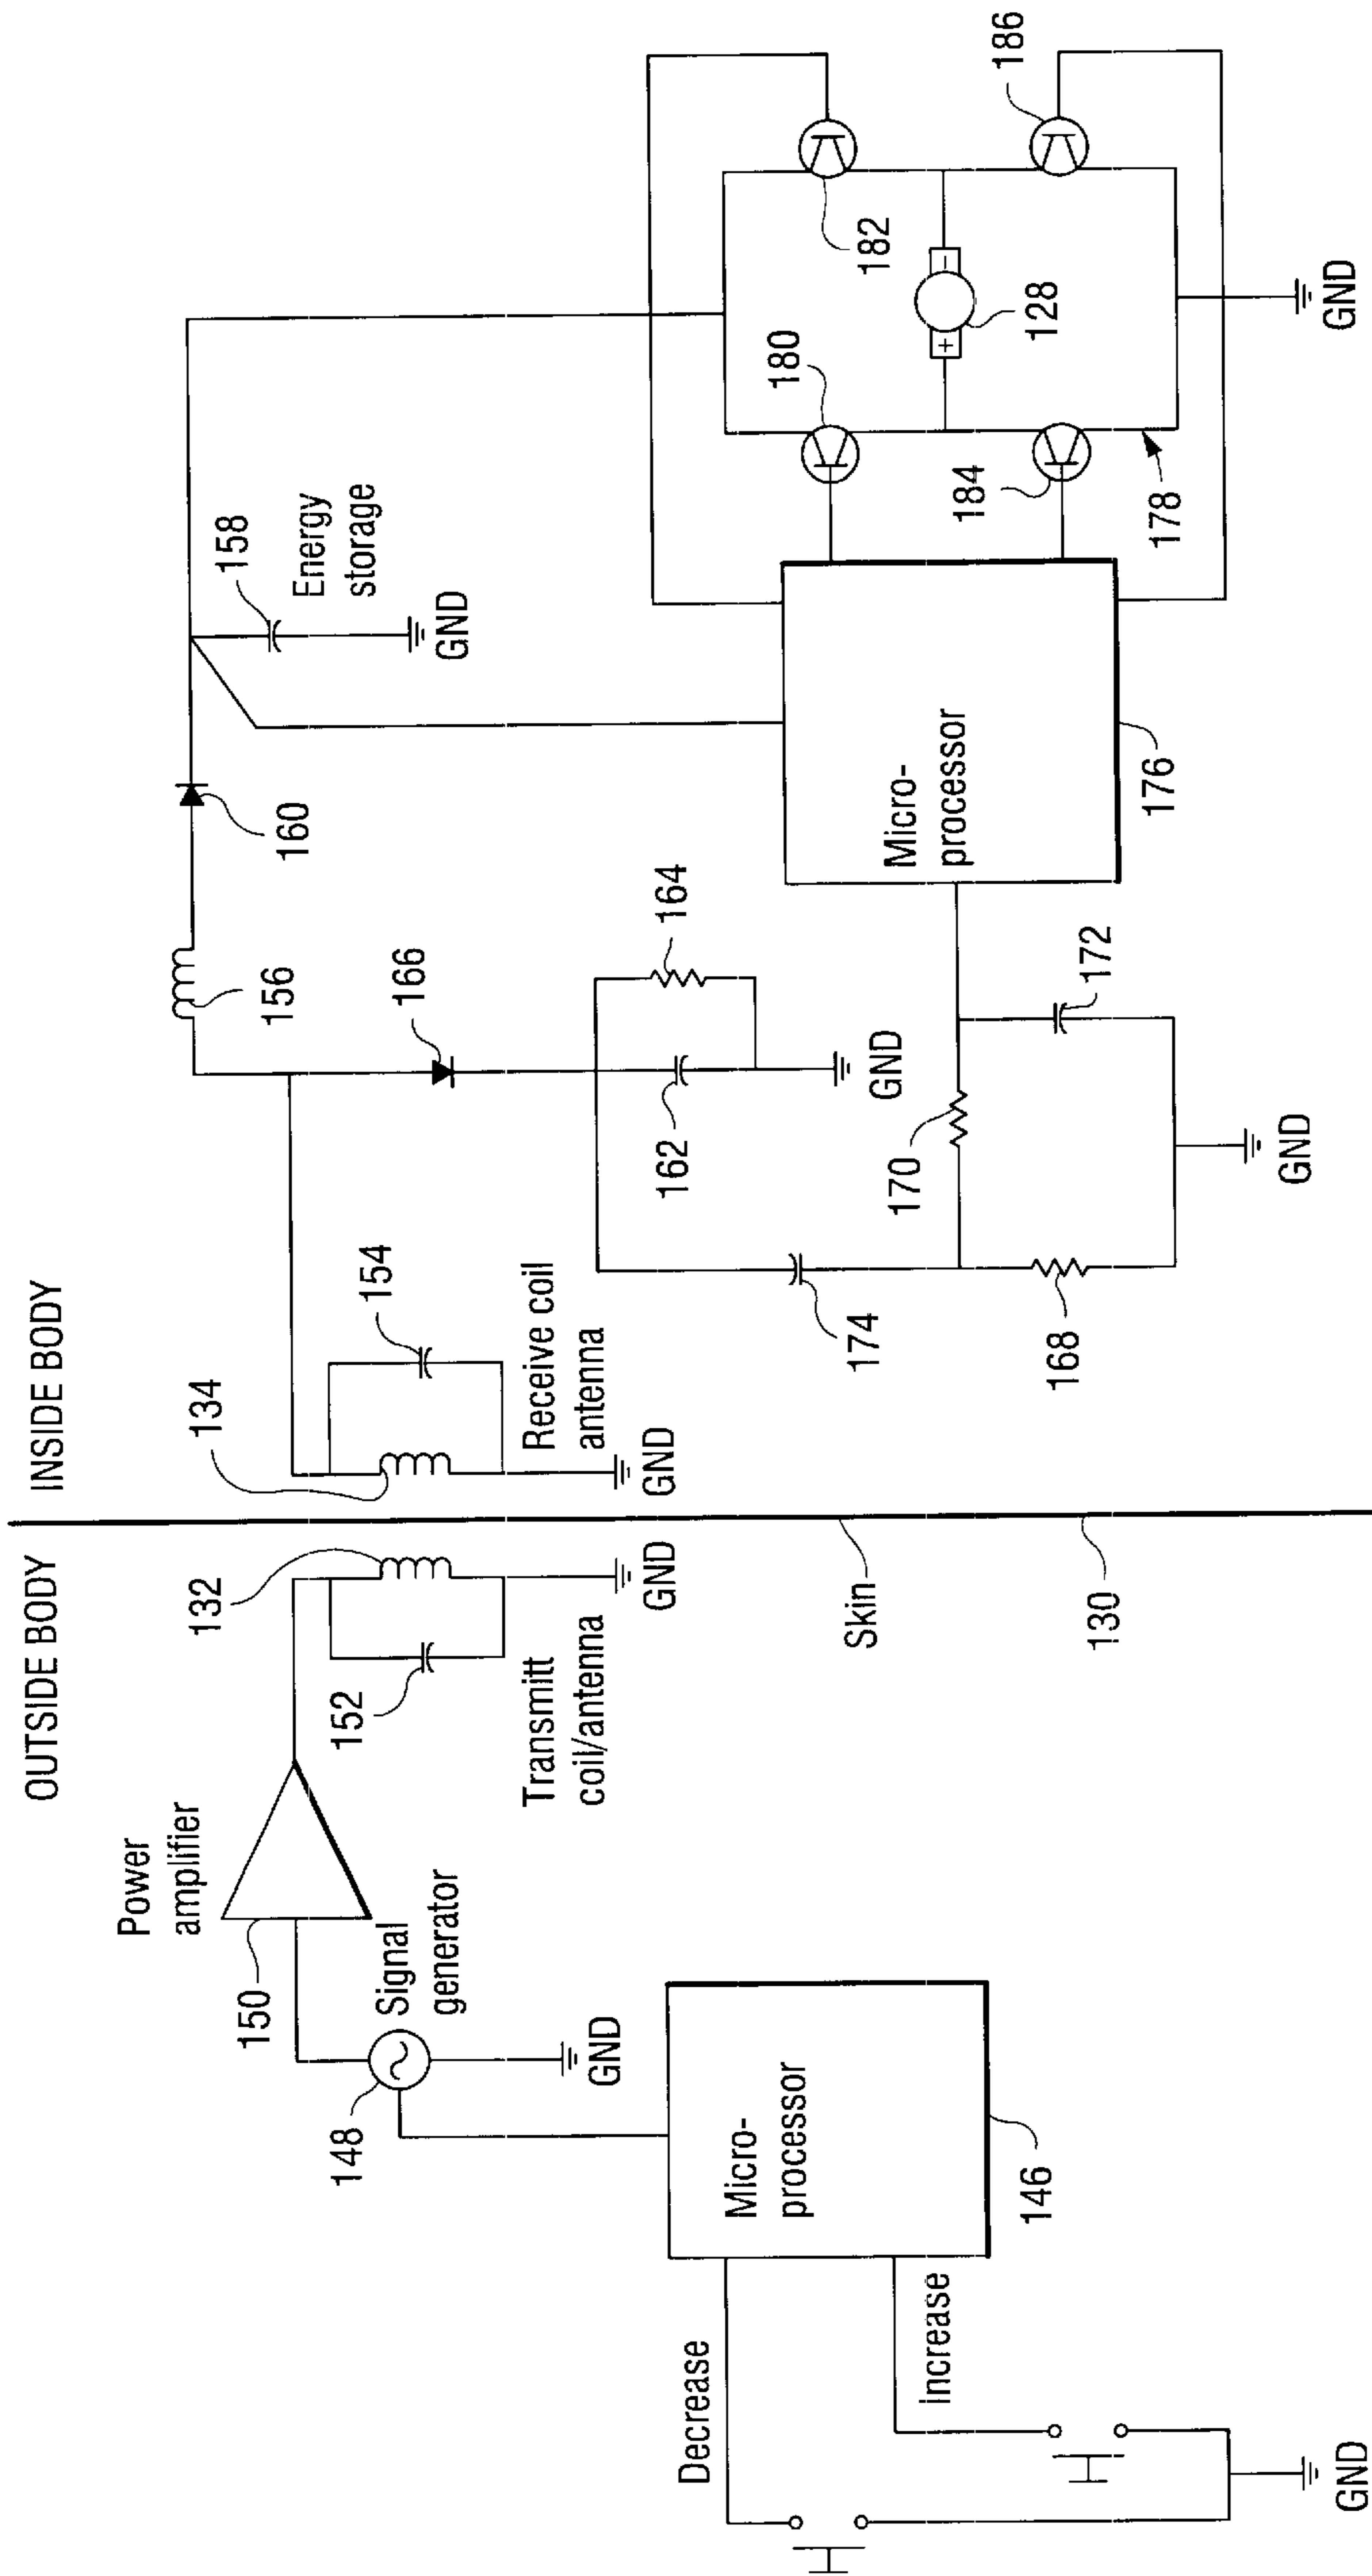 OUTSIDE BODY
INSIDE BODY
Power
amplifier
150
Signal
generator
148
GND
132
152
Transmitt
coil/antenna
GND
Micro-
processor
146
Decrease
increase
GND
Skin
130
134
154
Receive coil
antenna
GND
156
160
158
Energy
storage
GND
166
164
162
GND
174
170
172
168
GND
Micro-
processor
176
180
182
184
186
128
178
GND